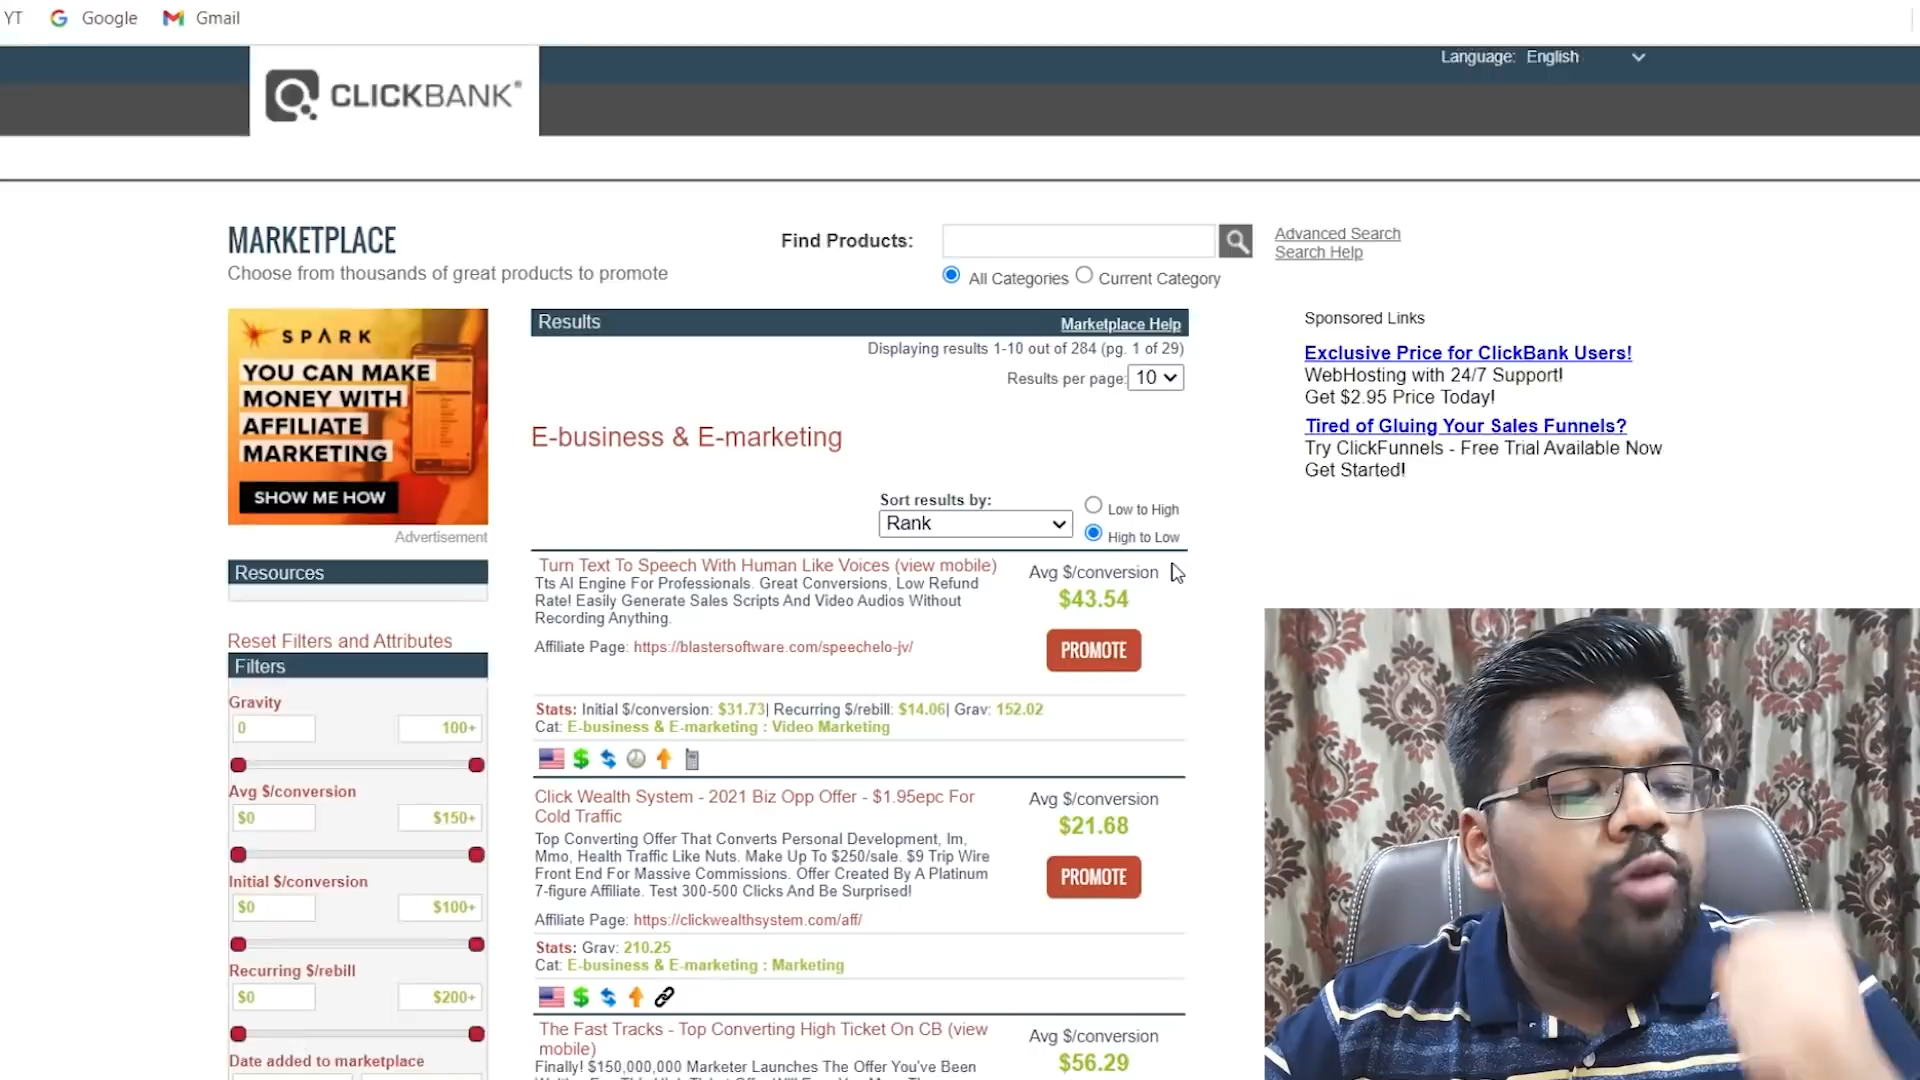 YT Google Gmail
Language: English
CLICKBANK®
MARKETPLACE
Choose from thousands of great products to promote
Find Products:
Advanced Search
Search Help
All Categories Current Category
SPARK
YOU CAN MAKE
MONEY WITH
AFFILIATE
MARKETING
SHOW ME HOW
Advertisement
Resources
Reset Filters and Attributes
Filters
Gravity
0 100+
Avg $/conversion
$0 $150+
Initial $/conversion
$0 $100+
Recurring $/rebill
$0 $200+
Date added to marketplace
Results Marketplace Help
Displaying results 1-10 out of 284 (pg. 1 of 29)
Results per page: 10
E-business & E-marketing
Sort results by:
Rank
Low to High
High to Low
Turn Text To Speech With Human Like Voices (view mobile)
Tts AI Engine For Professionals. Great Conversions, Low Refund
Rate! Easily Generate Sales Scripts And Video Audios Without
Recording Anything.
Affiliate Page: https://blastersoftware.com/speechelo-jv/
Avg $/conversion
$43.54
PROMOTE
Stats: Initial $/conversion: $31.73| Recurring $/rebill: $14.06| Grav: 152.02
Cat: E-business & E-marketing : Video Marketing
Click Wealth System - 2021 Biz Opp Offer - $1.95epc For
Cold Traffic
Top Converting Offer That Converts Personal Development, Im,
Mmo, Health Traffic Like Nuts. Make Up To $250/sale. $9 Trip Wire
Front End For Massive Commissions. Offer Created By A Platinum
7-figure Affiliate. Test 300-500 Clicks And Be Surprised!
Affiliate Page: https://clickwealthsystem.com/aff/
Avg $/conversion
$21.68
PROMOTE
Stats: Grav: 210.25
Cat: E-business & E-marketing : Marketing
The Fast Tracks - Top Converting High Ticket On CB (view
mobile)
Finally! $150,000,000 Marketer Launches The Offer You've Been
Avg $/conversion
$56.29
Sponsored Links
Exclusive Price for ClickBank Users!
WebHosting with 24/7 Support!
Get $2.95 Price Today!
Tired of Gluing Your Sales Funnels?
Try ClickFunnels - Free Trial Available Now
Get Started!